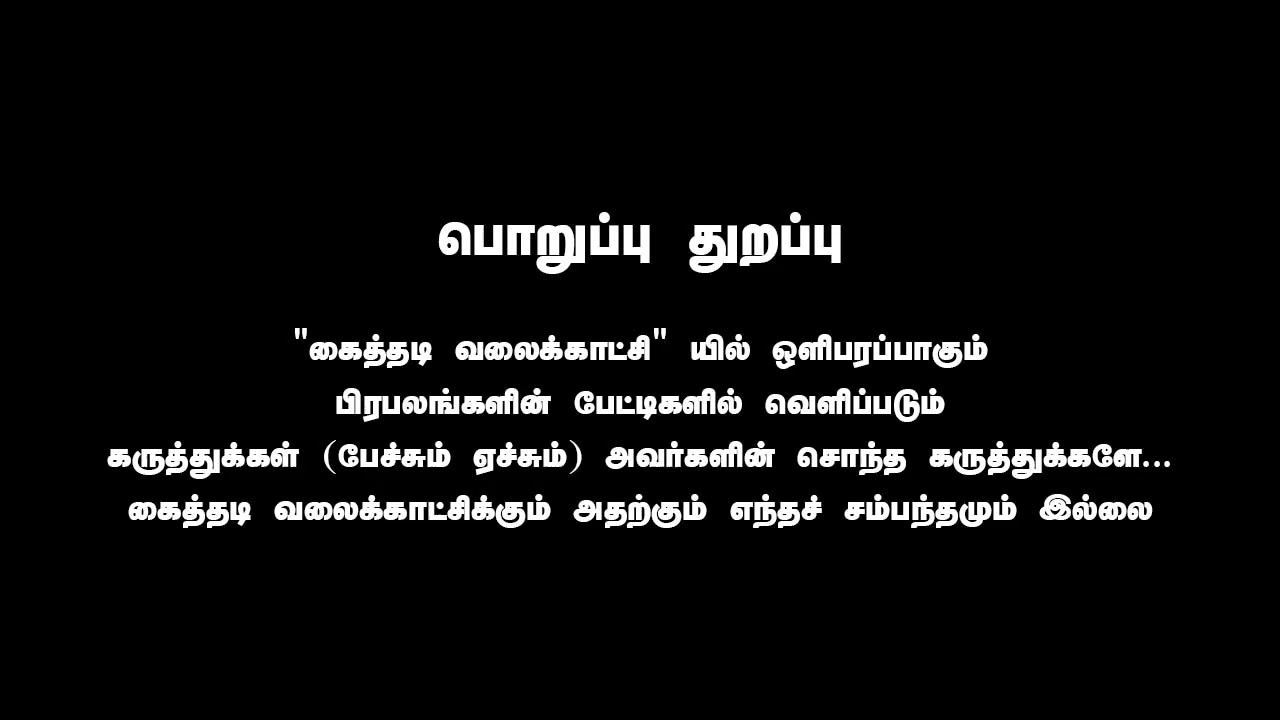 பொறுப்பு துறப்பு
"கைத்தடி வலைக்காட்சி" யில் ஒளிபரப்பாகும்
பிரபலங்களின் பேட்டிகளில் வெளிப்படும்
கருத்துக்கள் (பேச்சும் ஏச்சும்) அவர்களின் சொந்த கருத்துக்களே...
கைத்தடி வலைக்காட்சிக்கும் அதற்கும் எந்தச் சம்பந்தமும் இல்லை